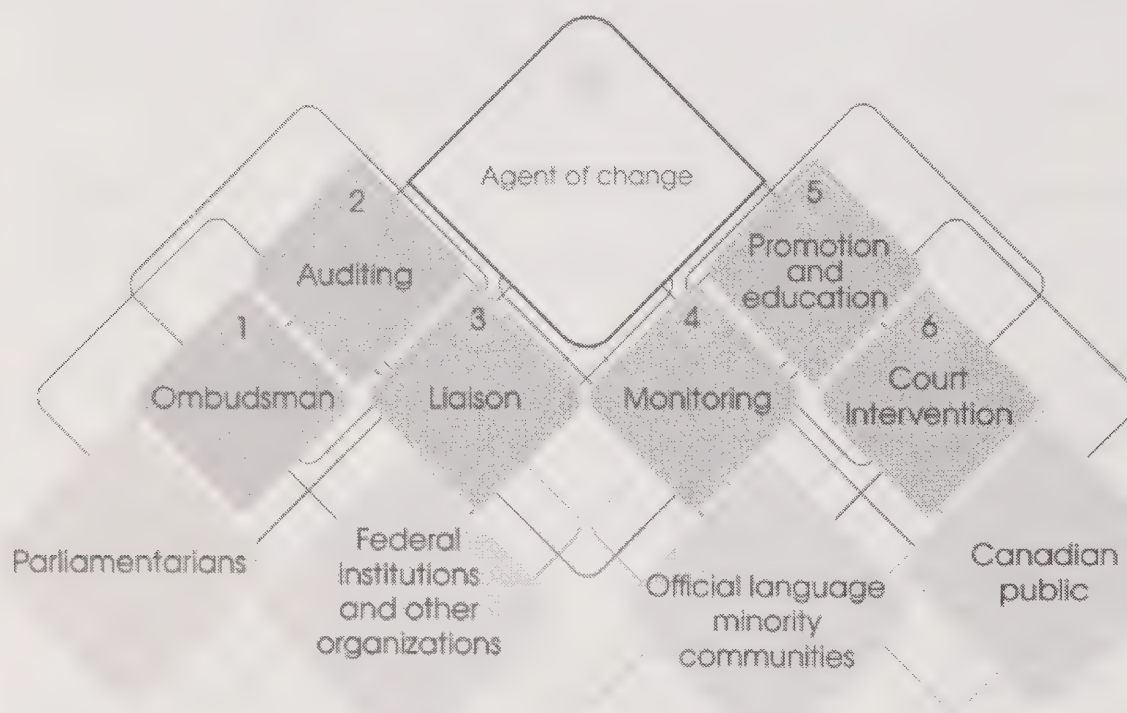 Agent of change
2
Auditing
5
Promotion
and
education
1
Ombudsman
3
Liaison
4
Monitoring
6
Court
intervention
Parliamentarians
Federal
institutions
and other
organizations
Official language
minority
communities
Canadian
public